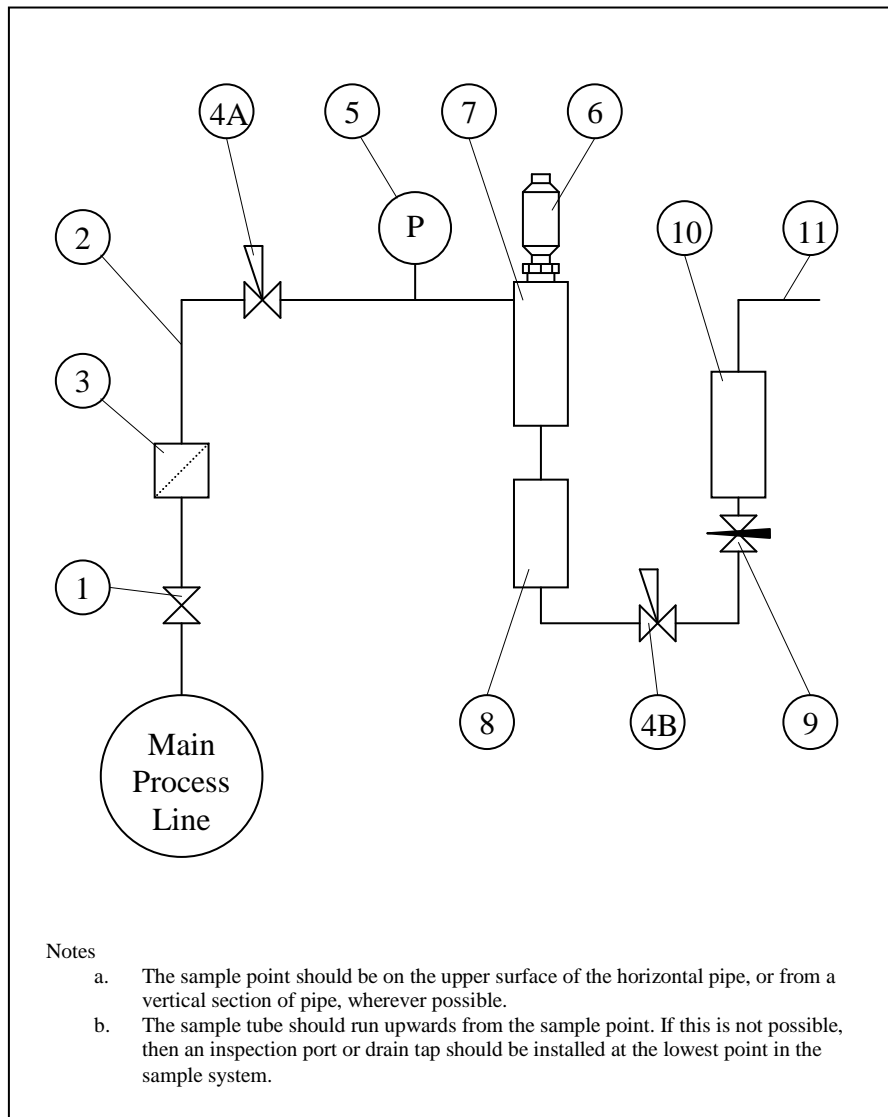 4A
5
7
6
2
10
11
P
3
1
8
4B
9
Main
Process
Line
Notes
a. The sample point should be on the upper surface of the horizontal pipe, or from a
vertical section of pipe, wherever possible.
b. The sample tube should run upwards from the sample point. If this is not possible,
then an inspection port or drain tap should be installed at the lowest point in the
sample system.